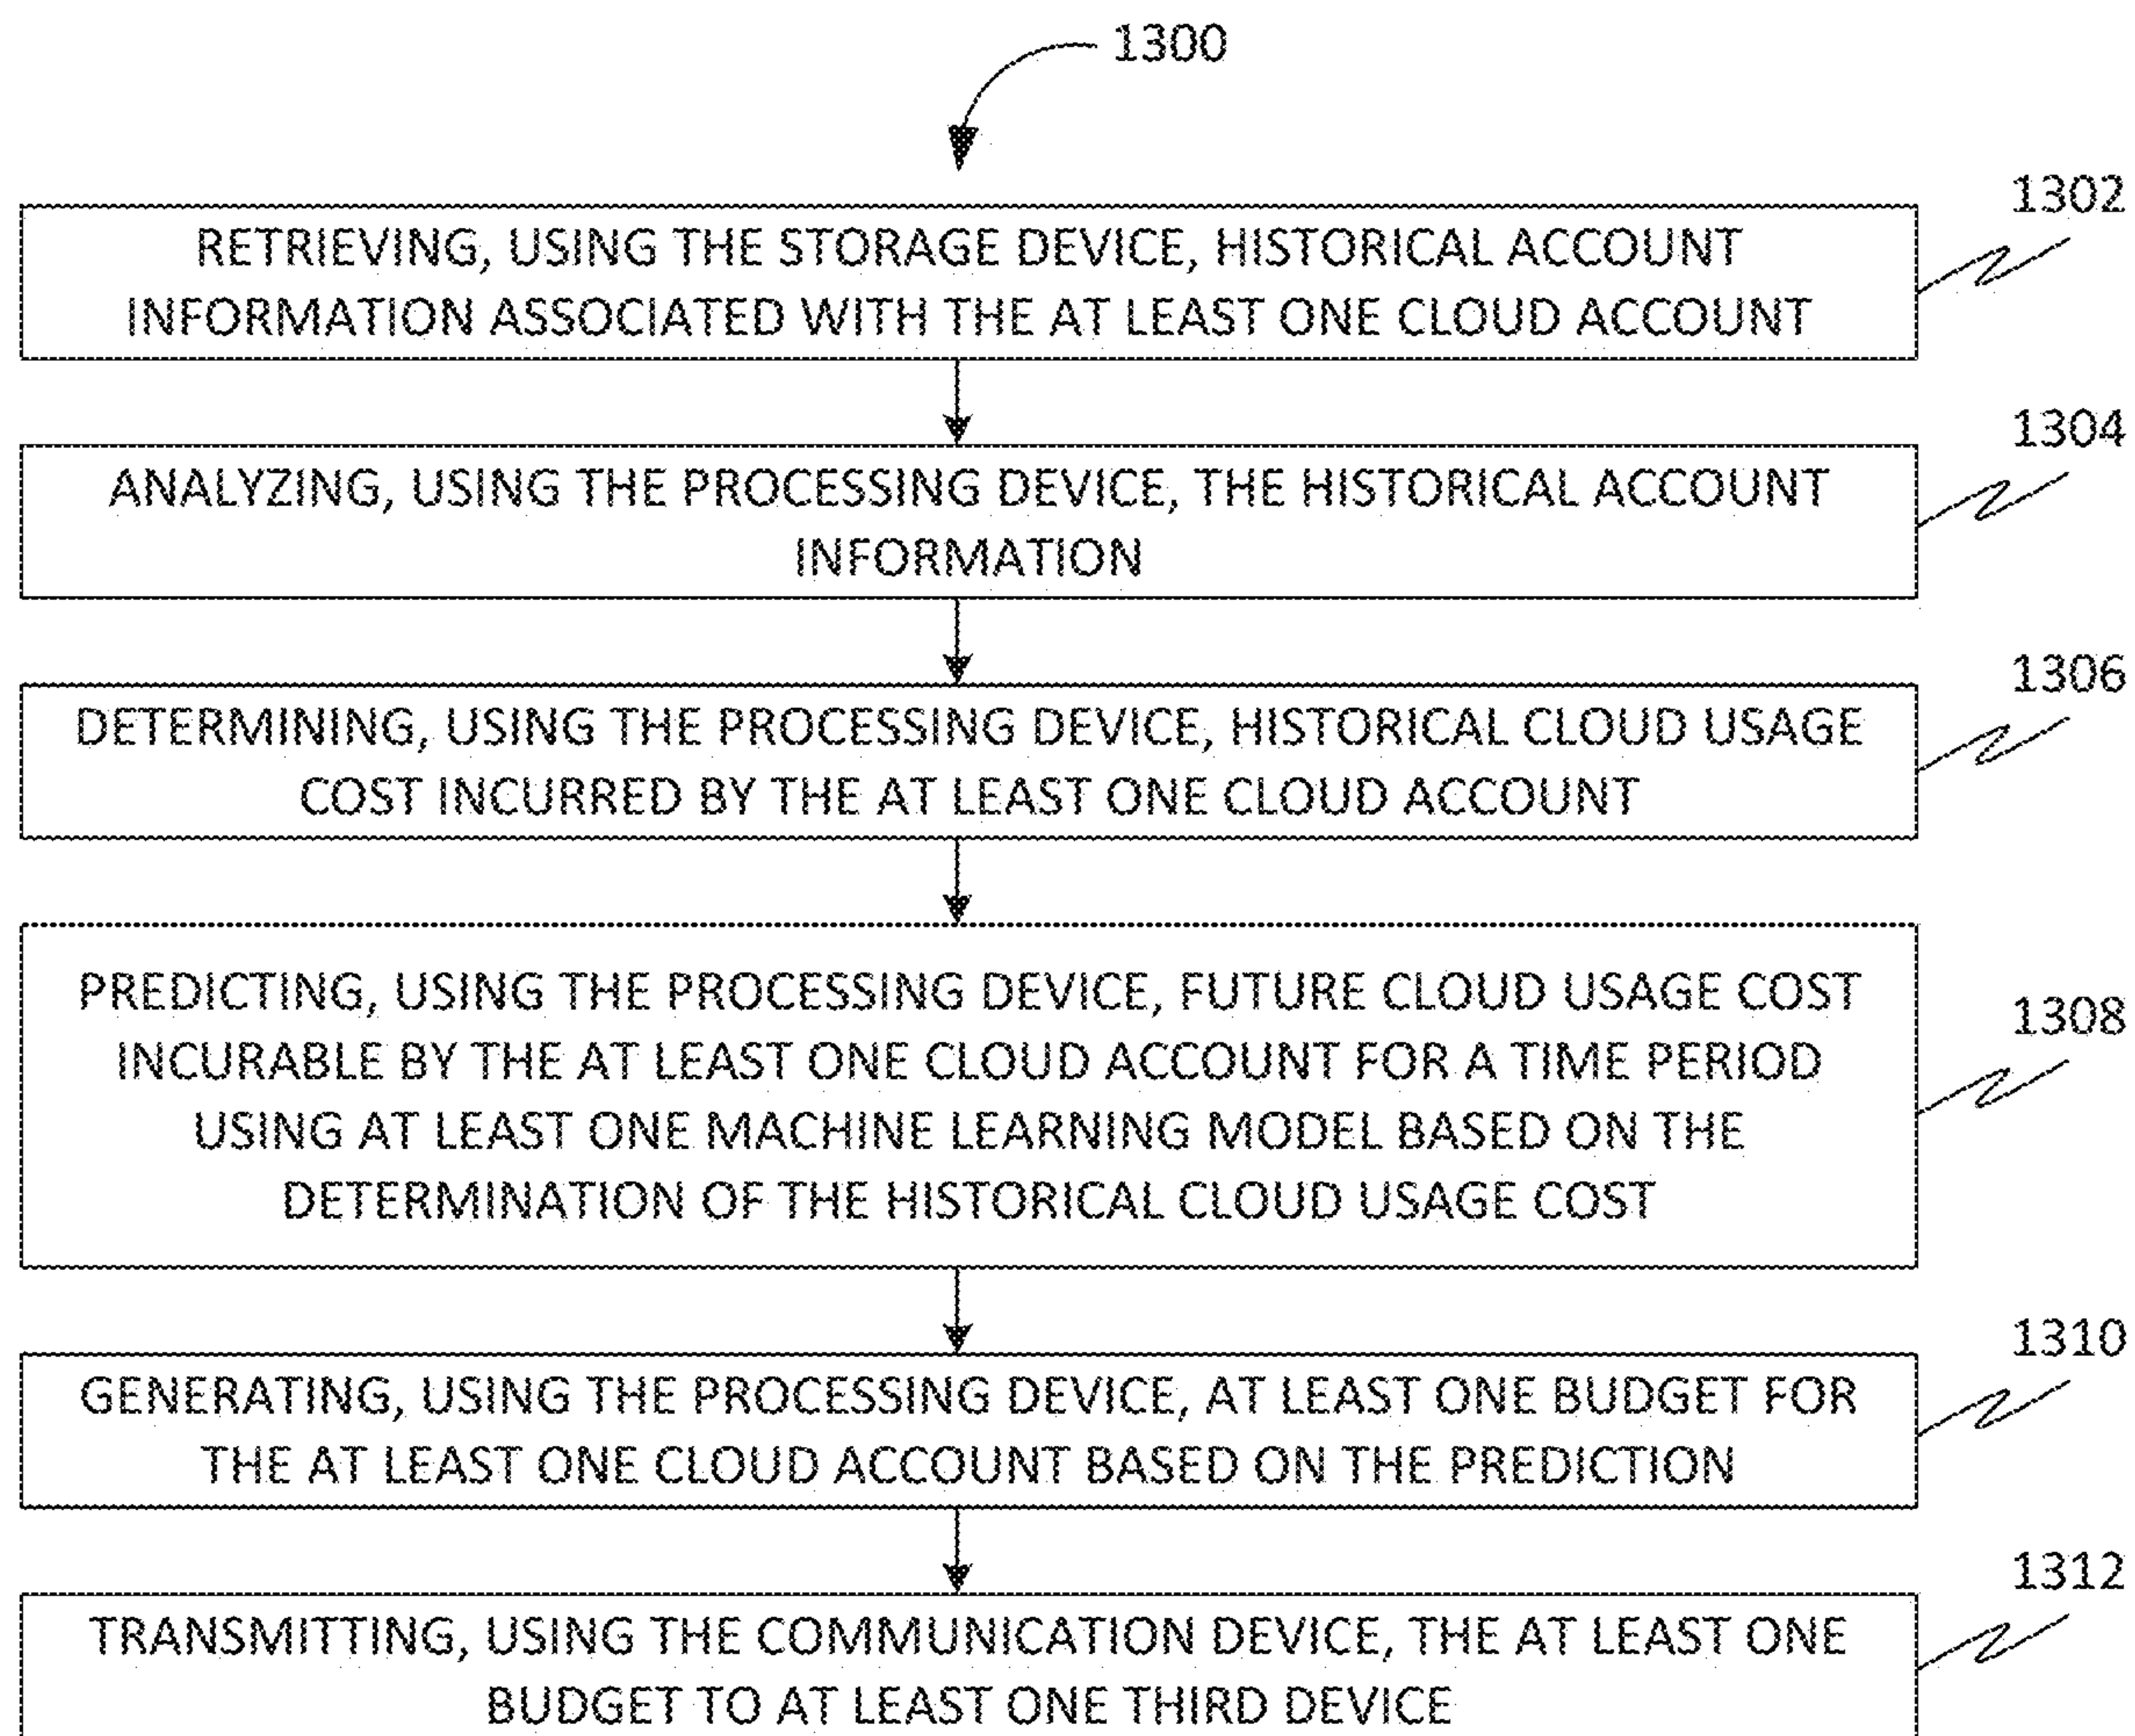 1300
1302
RETRIEVING, USING THE STORAGE DEVICE, HISTORICAL ACCOUNT
INFORMATION ASSOCIATED WITH THE AT LEAST ONE CLOUD ACCOUNT
1304
ANALYZING, USING THE PROCESSING DEVICE, THE HISTORICAL ACCOUNT
INFORMATION
1306
DETERMINING, USING THE PROCESSING DEVICE, HISTORICAL CLOUD USAGE
COST INCURRED BY THE AT LEAST ONE CLOUD ACCOUNT
1308
PREDICTING, USING THE PROCESSING DEVICE, FUTURE CLOUD USAGE COST
INCURABLE BY THE AT LEAST ONE CLOUD ACCOUNT FOR A TIME PERIOD
USING AT LEAST ONE MACHINE LEARNING MODEL BASED ON THE
DETERMINATION OF THE HISTORICAL CLOUD USAGE COST
1310
GENERATING, USING THE PROCESSING DEVICE, AT LEAST ONE BUDGET FOR
THE AT LEAST ONE CLOUD ACCOUNT BASED ON THE PREDICTION
1312
TRANSMITTING, USING THE COMMUNICATION DEVICE, THE AT LEAST ONE
BUDGET TO AT LEAST ONE THIRD DEVICE